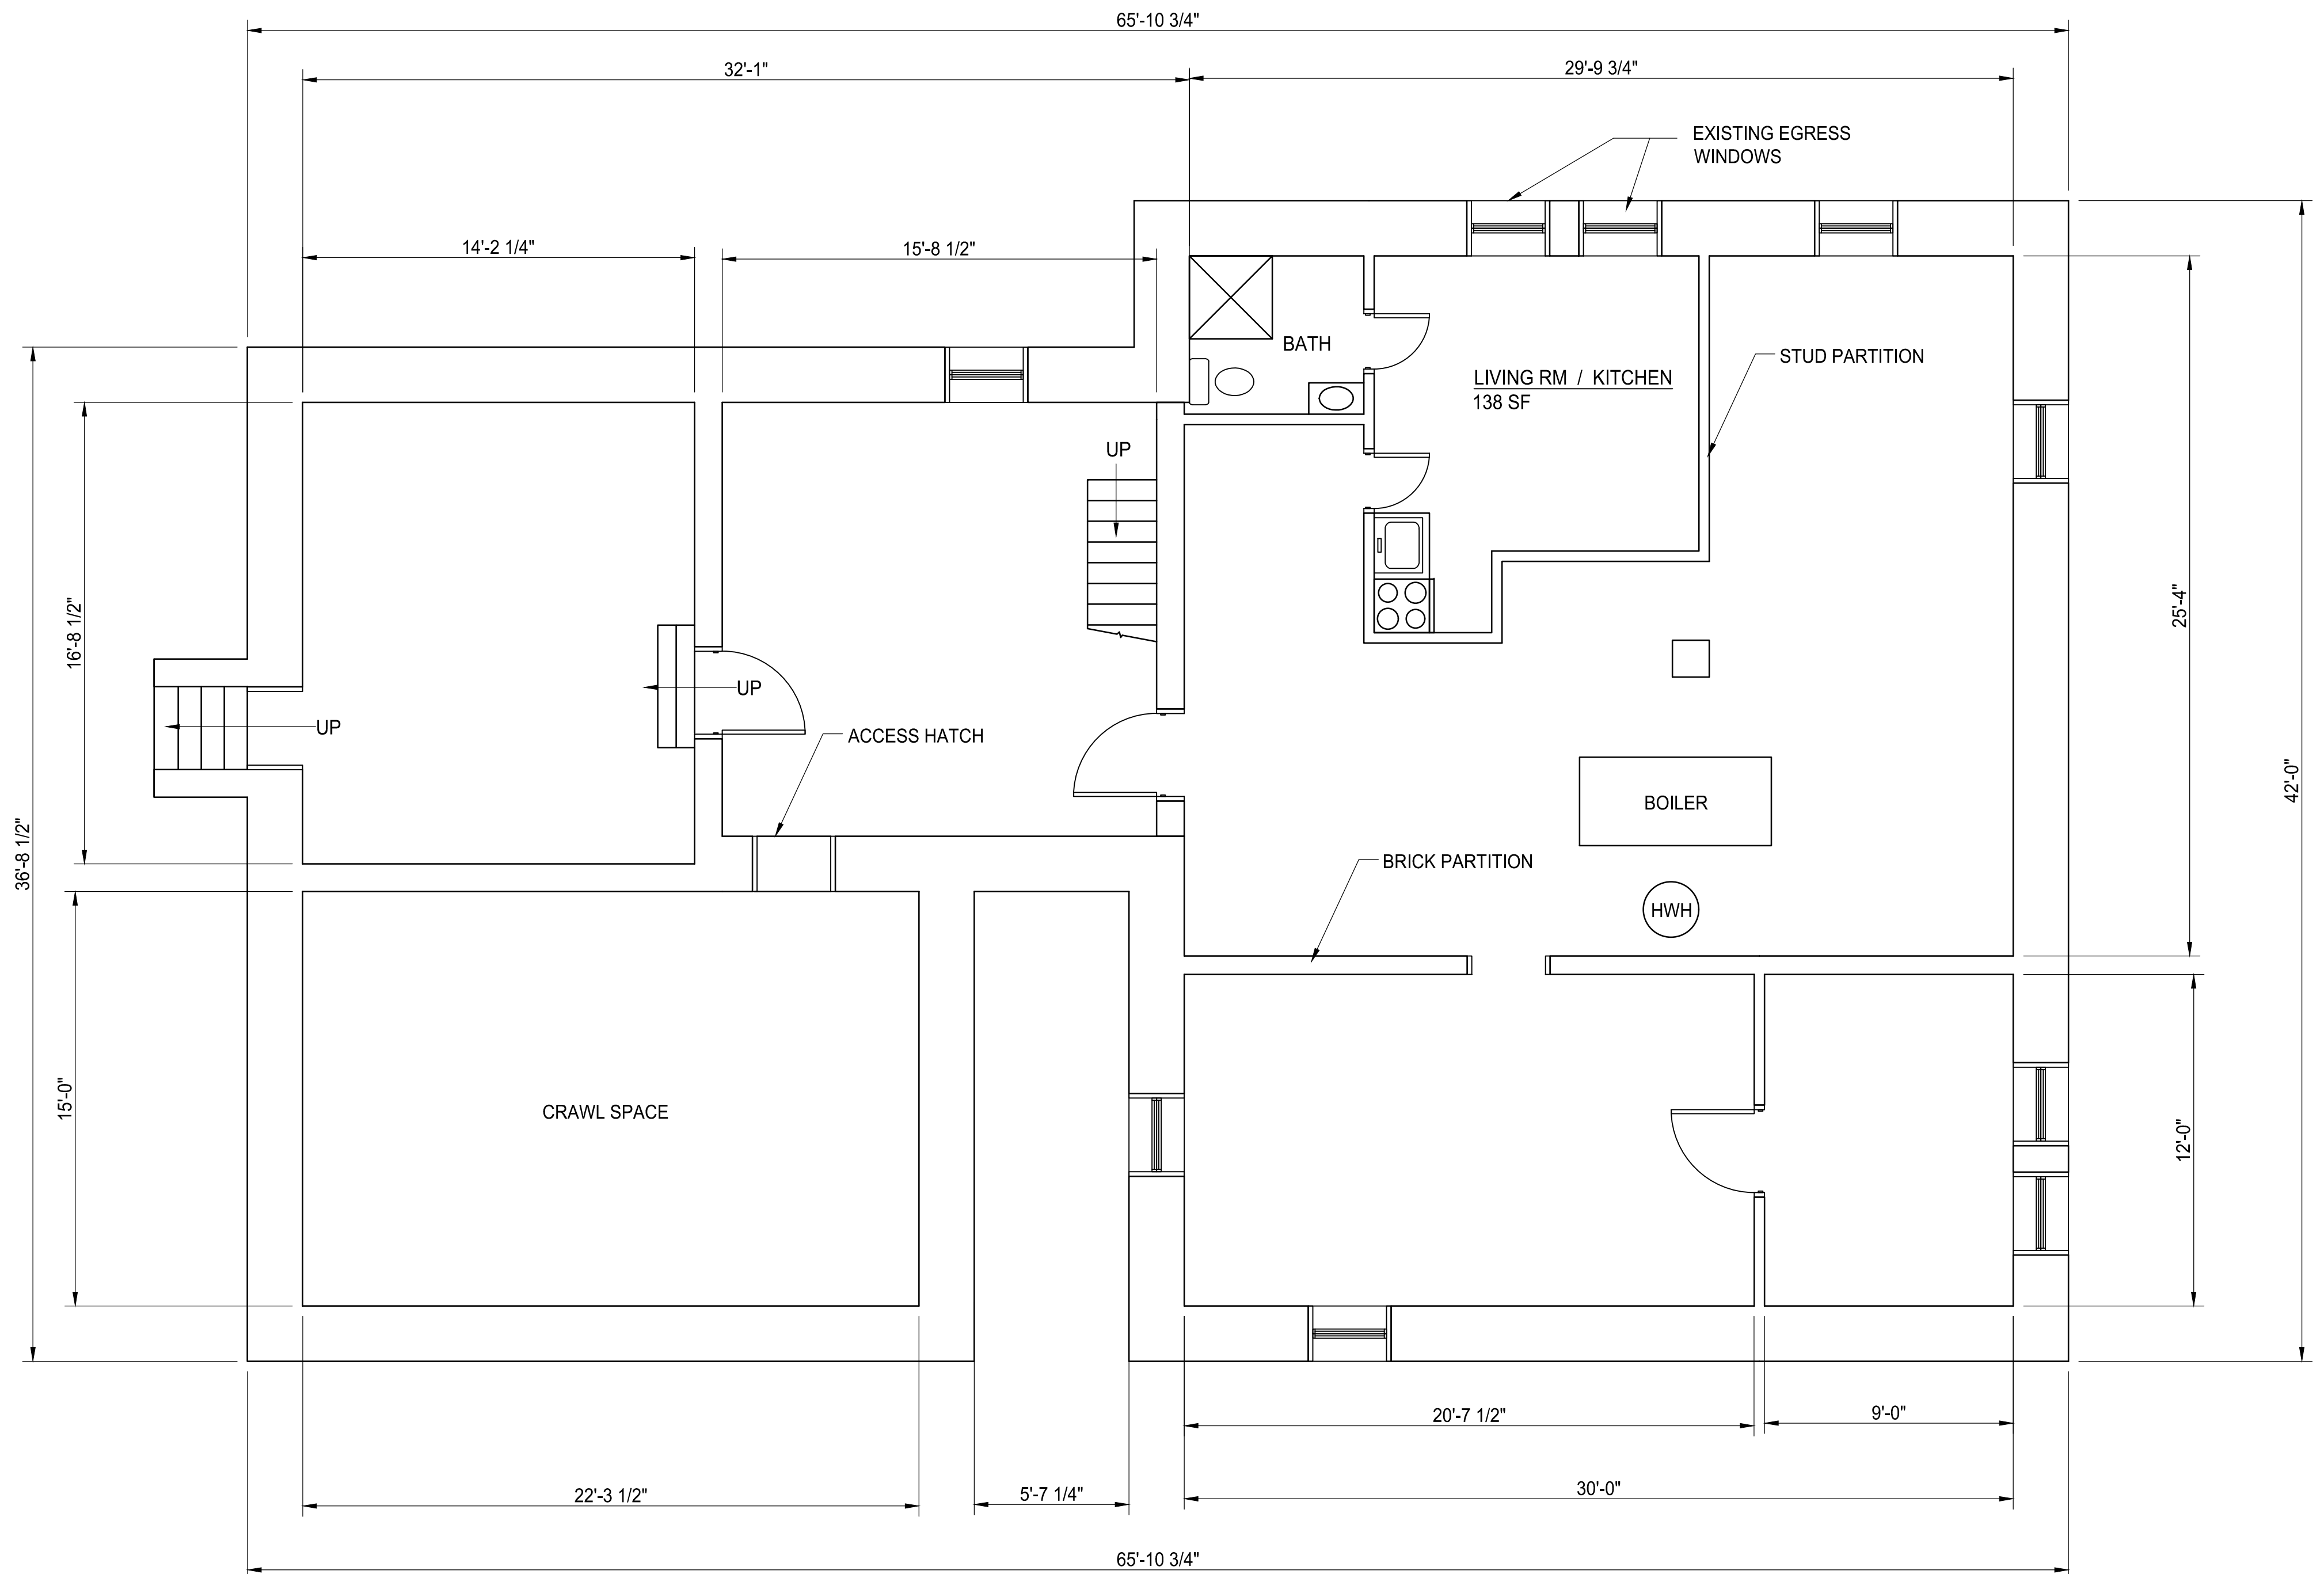 65'-10 3/4"
32'-1"
29'-9 3/4"
EXISTING EGRESS
WINDOWS
14'-2 1/4"
15'-8 1/2"
BATH
STUD PARTITION
LIVING RM / KITCHEN
138 SF
UP
16'-8 1/2"
25'-4"
UP
UP
ACCESS HATCH
42'-0"
BOILER
36'-8 1/2"
BRICK PARTITION
HWH
15'-0"
CRAWL SPACE
12'-0"
20'-7 1/2"
9'-0"
22'-3 1/2"
5'-7 1/4"
30'-0"
65'-10 3/4"